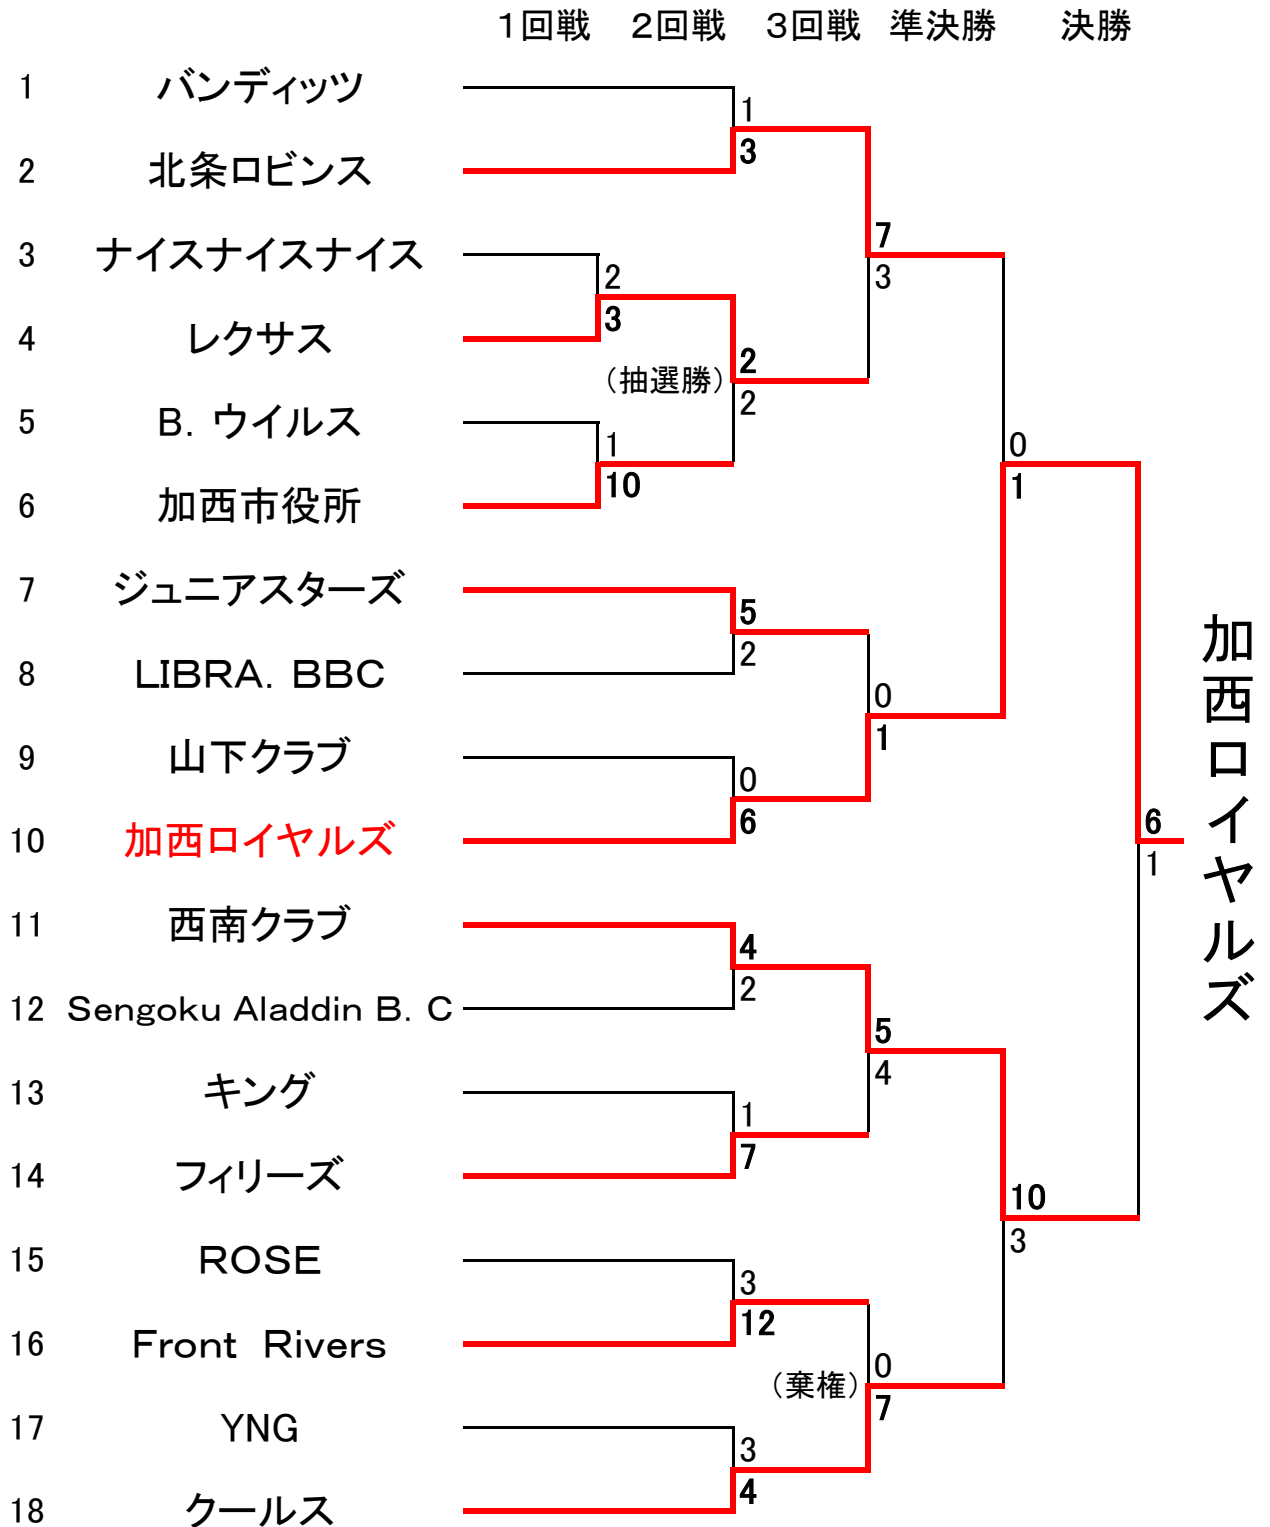 1回戦 2回戦 3回戦 準決勝 決勝
1 バンディッツ
1
3
2 北条ロビンス
7
3
3 ナイスナイスナイス
2
3
4 レクサス
(抽選勝)
2
2
5 B. ウイルス
1
10
0
1
6 加西市役所
7 ジュニアスターズ
5
2
8 LIBRA. BBC
0
1
9 山下クラブ
0
6
10 加西ロイヤルズ
6
1
加西ロイヤルズ
11 西南クラブ
4
2
12 Sengoku Aladdin B. C
5
4
13 キング
1
7
14 フィリーズ
10
3
15 ROSE
3
12
16 Front Rivers
(棄権)
0
7
17 YNG
3
4
18 クールス